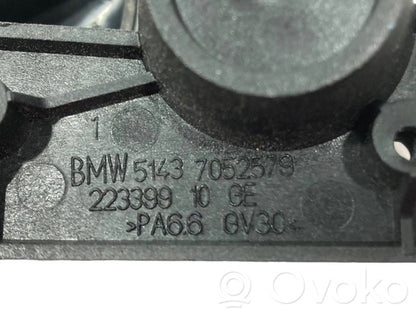 1
BMW 5143 7052579
223399 10 GE
>PA6.6 GV30<
Ovoko